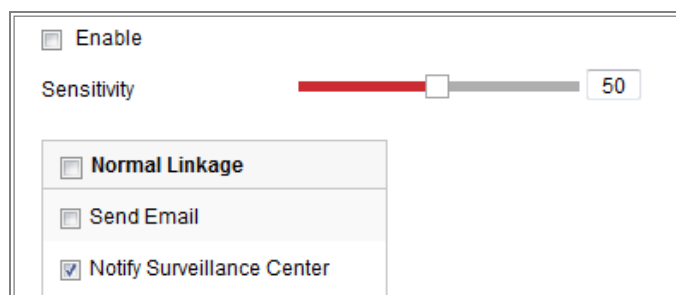 Enable
Sensitivity 50
Normal Linkage
Send Email
Notify Surveillance Center